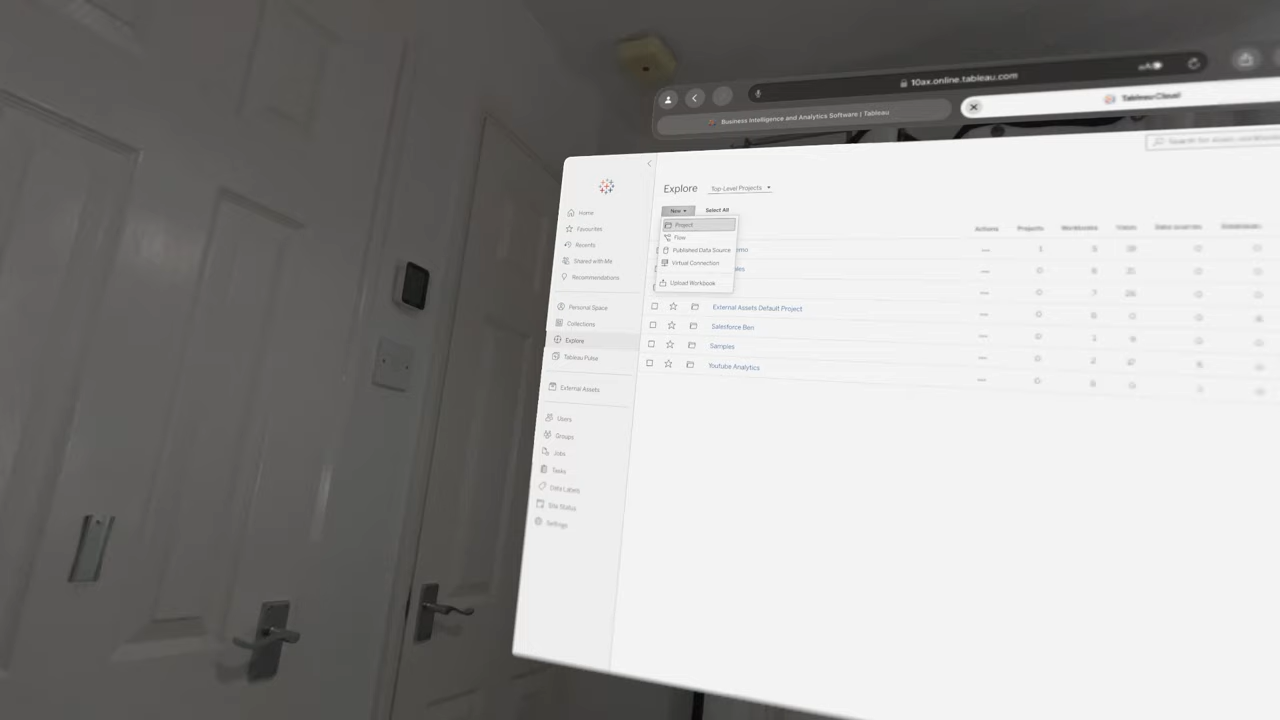 10ax.online.tableau.com
Business Intelligence and Analytics Software | Tableau
Tableau Cloud
Explore
Top-Level Projects
New
Select All
Project
Flow
Published Data Source
Virtual Connection
Upload Workbook
Home
Favourites
Recents
Shared with Me
Recommendations
Personal Space
Collections
Explore
Tableau Pulse
External Assets
Users
Groups
Jobs
Tasks
Data Labels
Site Status
Settings
Actions
Projects
Workbooks
Views
Data sources
External Assets Default Project
Salesforce Ben
Samples
Youtube Analytics